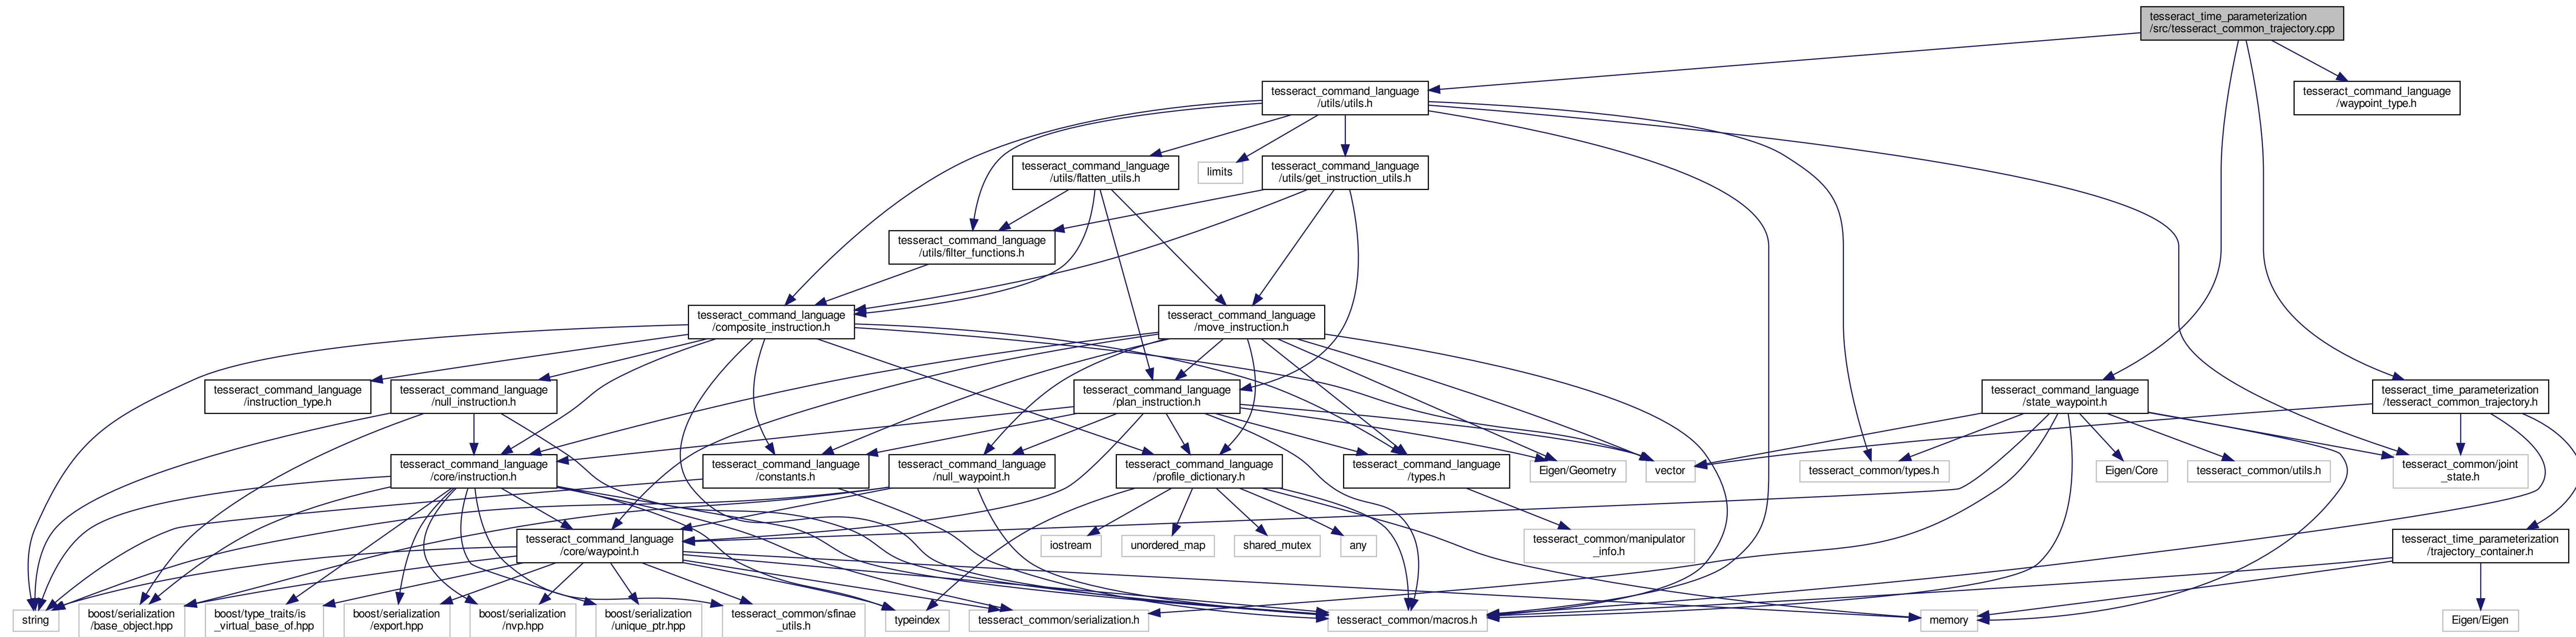 tesseract_time_parameterization
/src/tesseract_common_trajectory.cpp
tesseract_command_language
/utils/utils.h
tesseract_command_language
/waypoint_type.h
tesseract_command_language
/utils/flatten_utils.h
limits
tesseract_command_language
/utils/get_instruction_utils.h
tesseract_command_language
/utils/filter_functions.h
tesseract_command_language
/composite_instruction.h
tesseract_command_language
/move_instruction.h
tesseract_command_language
/instruction_type.h
tesseract_command_language
/null_instruction.h
tesseract_command_language
/plan_instruction.h
tesseract_command_language
/state_waypoint.h
tesseract_time_parameterization
/tesseract_common_trajectory.h
tesseract_command_language
/core/instruction.h
tesseract_command_language
/constants.h
tesseract_command_language
/null_waypoint.h
tesseract_command_language
/profile_dictionary.h
tesseract_command_language
/types.h
Eigen/Geometry
vector
tesseract_common/types.h
Eigen/Core
tesseract_common/utils.h
tesseract_common/joint
_state.h
tesseract_command_language
/core/waypoint.h
iostream
unordered_map
shared_mutex
any
tesseract_common/manipulator
_info.h
tesseract_time_parameterization
/trajectory_container.h
string
boost/serialization
/base_object.hpp
boost/type_traits/is
_virtual_base_of.hpp
boost/serialization
/export.hpp
boost/serialization
/nvp.hpp
boost/serialization
/unique_ptr.hpp
tesseract_common/sfinae
_utils.h
typeindex
tesseract_common/serialization.h
tesseract_common/macros.h
memory
Eigen/Eigen